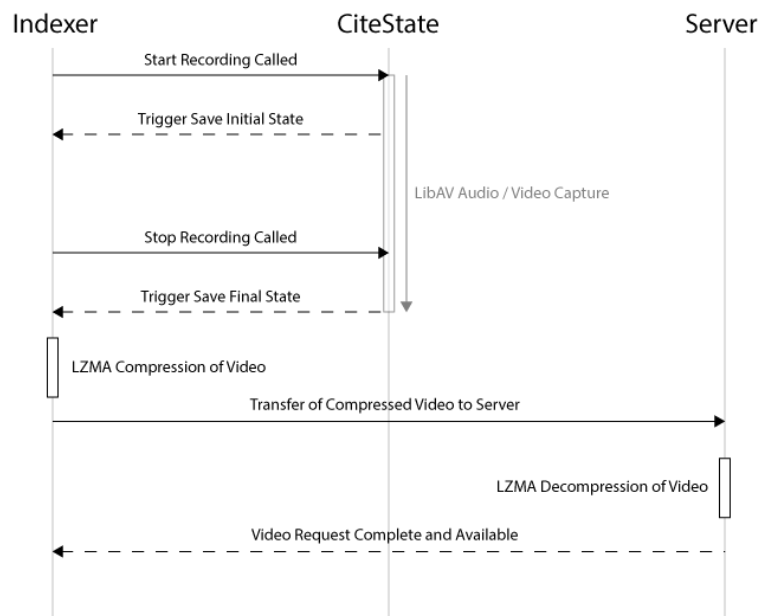 Indexer
CiteState
Server
Start Recording Called
Trigger Save Initial State
LibAV Audio / Video Capture
Stop Recording Called
Trigger Save Final State
LZMA Compression of Video
Transfer of Compressed Video to Server
LZMA Decompression of Video
Video Request Complete and Available